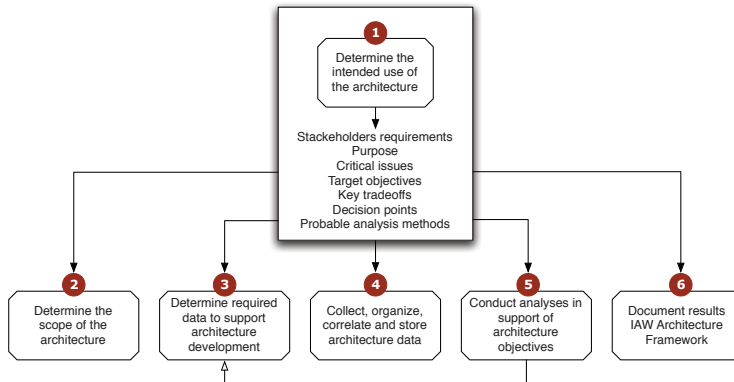 1
Determine the
intended use of
the architecture
Stackeholders requirements
Purpose
Critical issues
Target objectives
Key tradeoffs
Decision points
Probable analysis methods
2
Determine the
scope of the
architecture
3
Determine required
data to support
architecture
development
4
Collect, organize,
correlate and store
architecture data
5
Conduct analyses in
support of
architecture
objectives
6
Document results
IAW Architecture
Framework